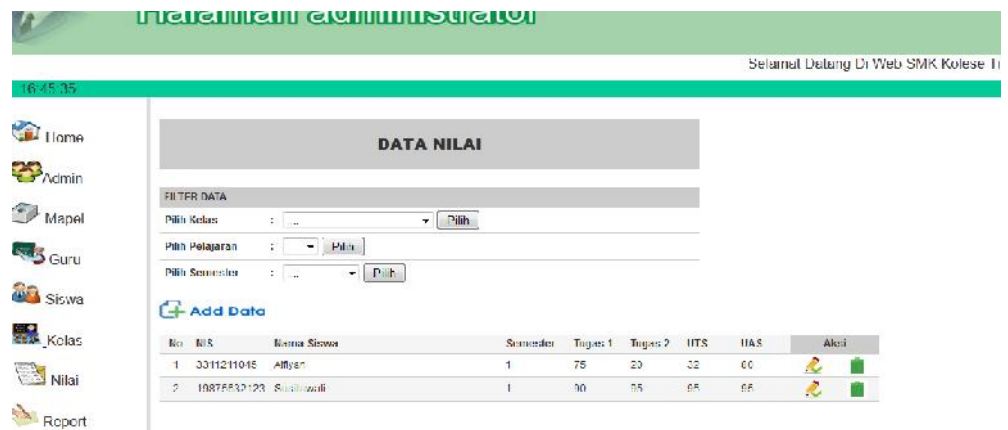 Halaman administrator
Selamat Datang Di Web SMK Kolese Ti
16:45:35
Home
Admin
Mapel
Guru
Siswa
Kelas
Nilai
Report
DATA NILAI
FILTER DATA
Pilih Kelas : ... Pilih
Pilih Pelajaran : Pilih
Pilih Semester : ... Pilih
Add Data
No NIS Nama Siswa Semester Tugas 1 Tugas 2 UTS UAS Aksi
1 3311211045 Alfiyan 1 75 20 32 80
2 19875632123 1 90 95 95 95